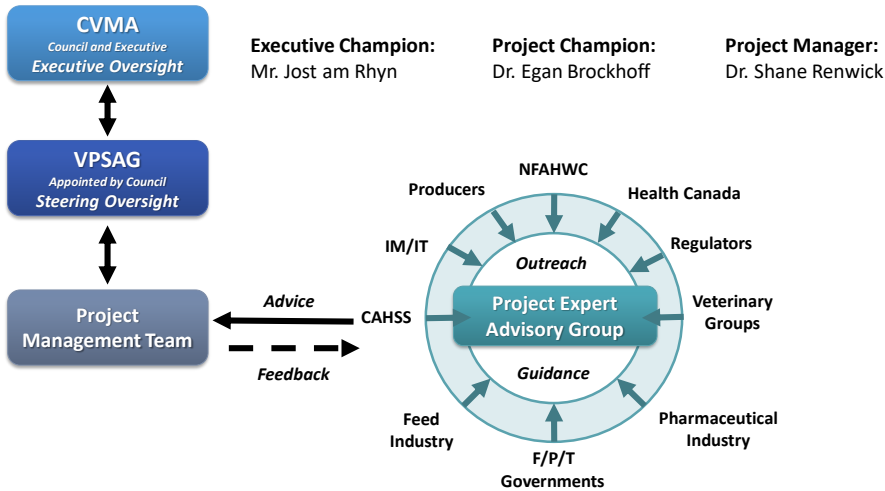 CVMA
Council and Executive
Executive Oversight
Executive Champion:
Mr. Jost am Rhyn
Project Champion:
Dr. Egan Brockhoff
Project Manager:
Dr. Shane Renwick
VPSAG
Appointed by Council
Steering Oversight
Project
Management Team
Advice
Feedback
NFAHWC
Producers
Health Canada
IM/IT
Regulators
Outreach
CAHSS
Project Expert
Advisory Group
Veterinary
Groups
Guidance
Feed
Industry
Pharmaceutical
Industry
F/P/T
Governments